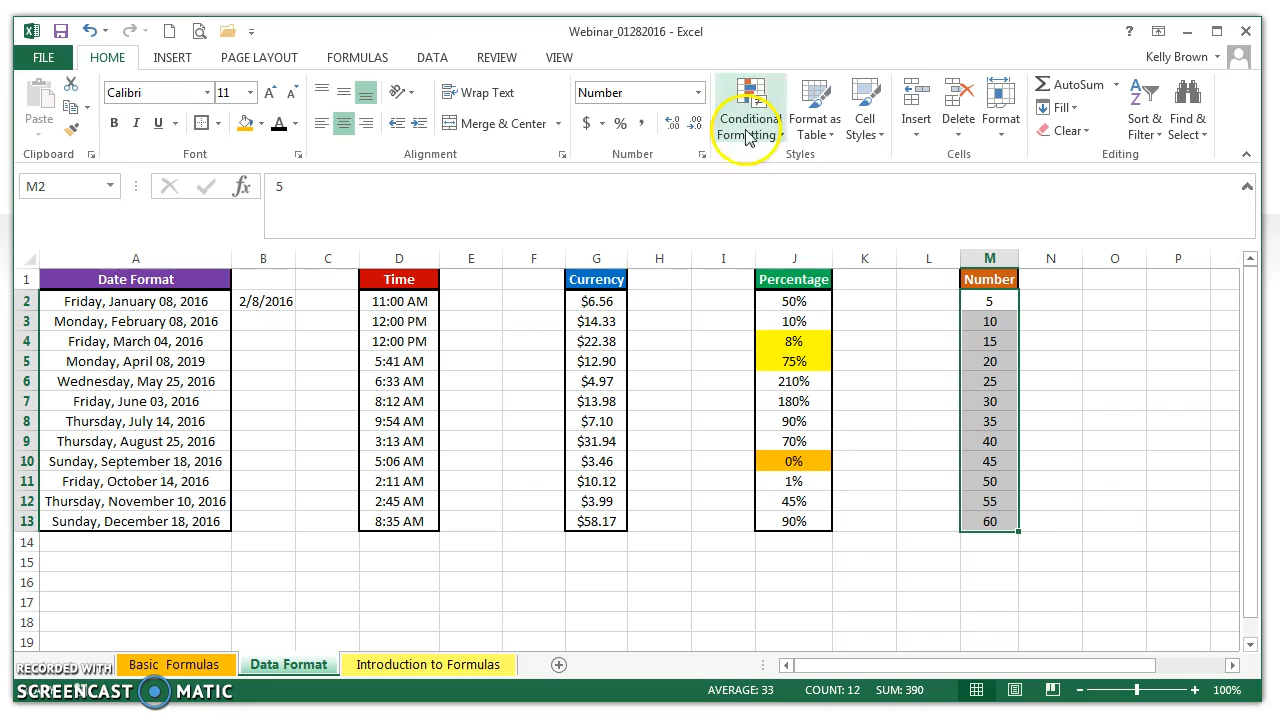 Webinar_01282016 - Excel
FILE HOME INSERT PAGE LAYOUT FORMULAS DATA REVIEW VIEW Kelly Brown
Calibri 11 Wrap Text Number AutoSum
Paste Merge & Center $ % Conditional Formatting Format as Table Cell Styles Insert Delete Format Fill Clear Sort & Filter Find & Select
Clipboard Font Alignment Number Styles Cells Editing
M2 fx 5
A B C D E F G H I J K L M N O P
1 Date Format Time Currency Percentage Number
2 Friday, January 08, 2016 2/8/2016 11:00 AM $6.56 50% 5
3 Monday, February 08, 2016 12:00 PM $14.33 10% 10
4 Friday, March 04, 2016 12:00 PM $22.38 8% 15
5 Monday, April 08, 2019 5:41 AM $12.90 75% 20
6 Wednesday, May 25, 2016 6:33 AM $4.97 210% 25
7 Friday, June 03, 2016 8:12 AM $13.98 180% 30
8 Thursday, July 14, 2016 9:54 AM $7.10 90% 35
9 Thursday, August 25, 2016 3:13 AM $31.94 70% 40
10 Sunday, September 18, 2016 5:06 AM $3.46 0% 45
11 Friday, October 14, 2016 2:11 AM $10.12 1% 50
12 Thursday, November 10, 2016 2:45 AM $3.99 45% 55
13 Sunday, December 18, 2016 8:35 AM $58.17 90% 60
14
15
16
17
18
19
RECORDED WITH Basic Formulas Data Format Introduction to Formulas
SCREENCAST MATIC AVERAGE: 33 COUNT: 12 SUM: 390 100%